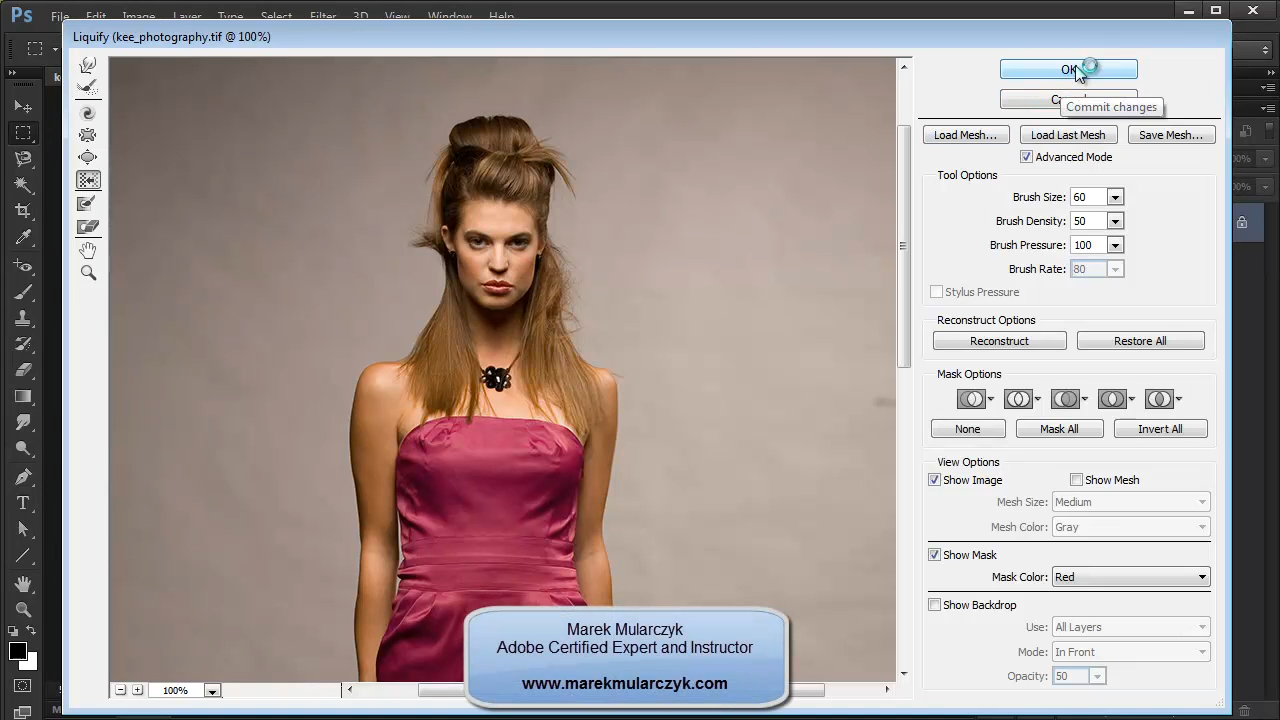 Ps File Edit Image Layer Type Select Filter 3D View Window Help
Liquify (kee_photography.tif @ 100%)
OK
Commit changes
Load Mesh... Load Last Mesh Save Mesh...
Advanced Mode
Tool Options
Brush Size: 60
Brush Density: 50
Brush Pressure: 100
Brush Rate: 80
Stylus Pressure
Reconstruct Options
Reconstruct Restore All
Mask Options
None Mask All Invert All
View Options
Show Image Show Mesh
Mesh Size: Medium
Mesh Color: Gray
Show Mask
Mask Color: Red
Show Backdrop
Use: All Layers
Mode: In Front
Opacity: 50
100%
Marek Mularczyk
Adobe Certified Expert and Instructor
www.marekmularczyk.com